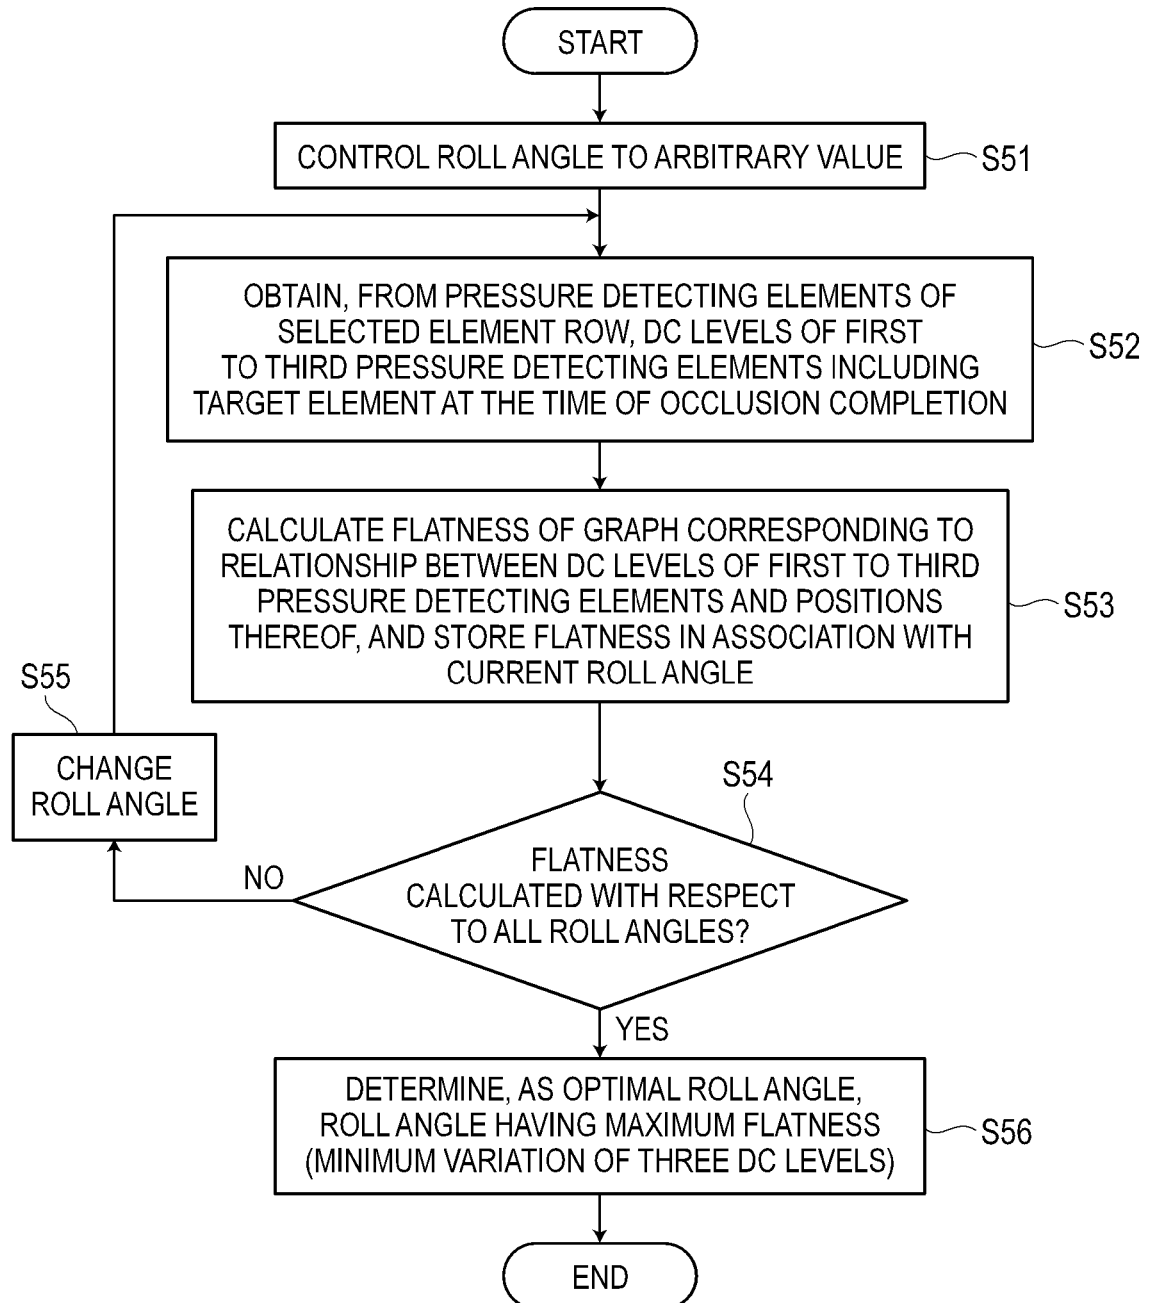 START
CONTROL ROLL ANGLE TO ARBITRARY VALUE
S51
OBTAIN, FROM PRESSURE DETECTING ELEMENTS OF
SELECTED ELEMENT ROW, DC LEVELS OF FIRST
TO THIRD PRESSURE DETECTING ELEMENTS INCLUDING
TARGET ELEMENT AT THE TIME OF OCCLUSION COMPLETION
S52
CALCULATE FLATNESS OF GRAPH CORRESPONDING TO
RELATIONSHIP BETWEEN DC LEVELS OF FIRST TO THIRD
PRESSURE DETECTING ELEMENTS AND POSITIONS
THEREOF, AND STORE FLATNESS IN ASSOCIATION WITH
CURRENT ROLL ANGLE
S53
S55
CHANGE
ROLL ANGLE
S54
FLATNESS
CALCULATED WITH RESPECT
TO ALL ROLL ANGLES?
NO
YES
DETERMINE, AS OPTIMAL ROLL ANGLE,
ROLL ANGLE HAVING MAXIMUM FLATNESS
(MINIMUM VARIATION OF THREE DC LEVELS)
S56
END